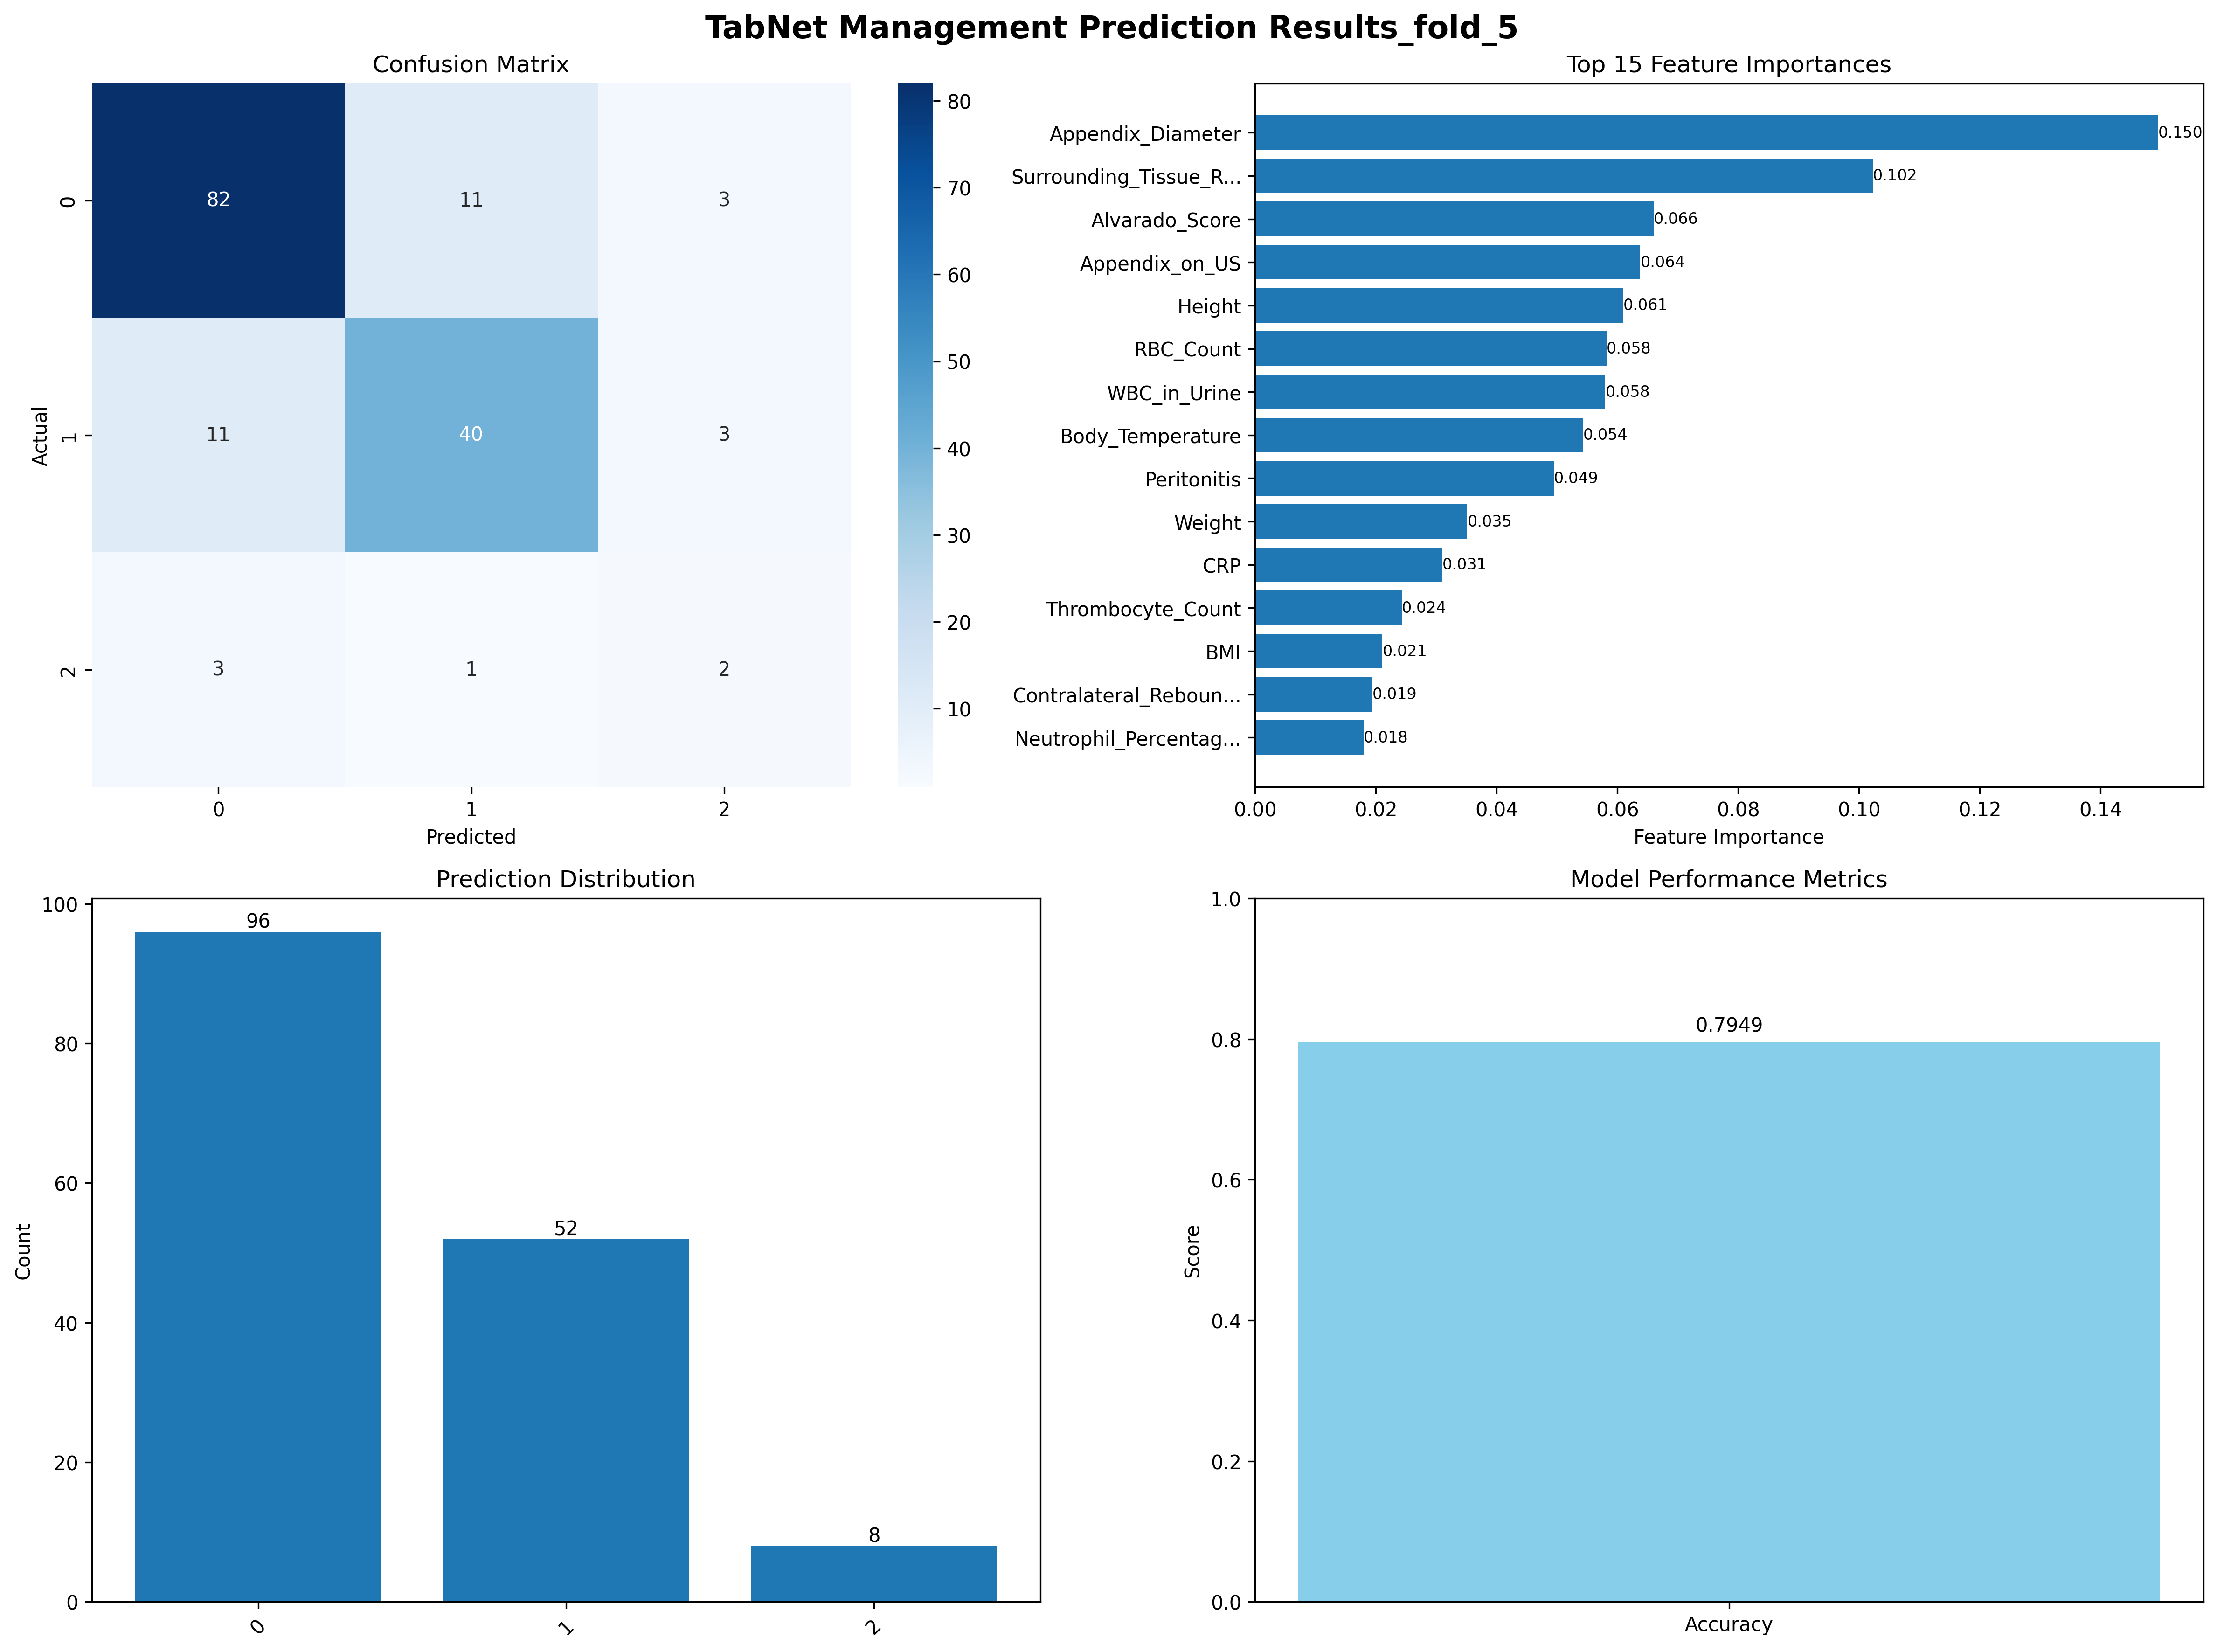 TabNet Management Prediction Results_fold_5
Confusion Matrix
82 11 3
11 40 3
3 1 2
0
1
2
Actual
0 1 2
Predicted
80
70
60
50
40
30
20
10
Top 15 Feature Importances
Appendix_Diameter 0.150
Surrounding_Tissue_R... 0.102
Alvarado_Score 0.066
Appendix_on_US 0.064
Height 0.061
RBC_Count 0.058
WBC_in_Urine 0.058
Body_Temperature 0.054
Peritonitis 0.049
Weight 0.035
CRP 0.031
Thrombocyte_Count 0.024
BMI 0.021
Contralateral_Reboun... 0.019
Neutrophil_Percentag... 0.018
0.00 0.02 0.04 0.06 0.08 0.10 0.12 0.14
Feature Importance
Prediction Distribution
100
80
60
40
20
0
Count
96
52
8
0 1 2
Model Performance Metrics
1.0
0.8
0.6
0.4
0.2
0.0
Score
0.7949
Accuracy